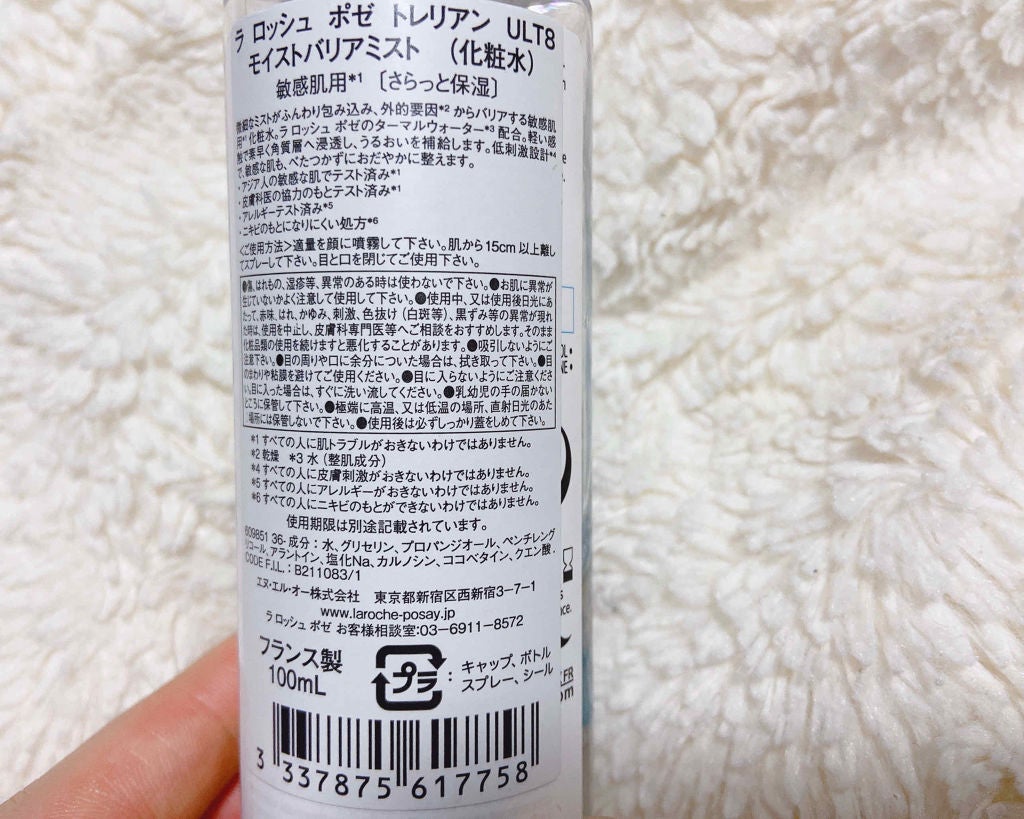 ラ ロッシュ ポゼ トレリアン ULT8
モイストバリアミスト （化粧水）
敏感肌用*1 〔さらっと保湿〕
微細なミストがふんわり包み込み、外的要因*2 からバリアする敏感肌
用*1 化粧水。ラ ロッシュ ポゼのターマルウォーター*3 配合。軽い感
触で素早く角質層へ浸透し、うるおいを補給します。低刺激設計*4
で、敏感な肌も、べたつかずにおだやかに整えます。
・アジア人の敏感な肌でテスト済み*1
・皮膚科医の協力のもとテスト済み*1
・アレルギーテスト済み*5
・ニキビのもとになりにくい処方*6
＜ご使用方法＞適量を顔に噴霧して下さい。肌から15cm 以上離し
てスプレーして下さい。目と口を閉じてご使用下さい。
●傷、はれもの、湿疹等、異常のある時は使わないで下さい。●お肌に異常が
生じていないかよく注意して使用して下さい。●使用中、又は使用後日光にあ
たって、赤味、はれ、かゆみ、刺激、色抜け（白斑等）、黒ずみ等の異常が現れ
た時は、使用を中止し、皮膚科専門医等へご相談をおすすめします。そのまま
化粧品類の使用を続けますと悪化することがあります。●吸引しないようにご
注意下さい。●目の周りや口に余分についた場合は、拭き取って下さい。●目
のまわりや粘膜を避けてご使用ください。●目に入らないようにご注意くださ
い。目に入った場合は、すぐに洗い流してください。●乳幼児の手の届かない
ところに保管して下さい。●極端に高温、又は低温の場所、直射日光のあた
る場所には保管しないで下さい。●使用後は必ずしっかり蓋をしめて下さい。
*1 すべての人に肌トラブルがおきないわけではありません。
*2 乾燥 *3 水（整肌成分）
*4 すべての人に皮膚刺激がおきないわけではありません。
*5 すべての人にアレルギーがおきないわけではありません。
*6 すべての人にニキビのもとができないわけではありません。
使用期限は別途記載されています。
609851 36- 成分：水、グリセリン、プロパンジオール、ペンチレング
リコール、アラントイン、塩化Na、カルノシン、ココベタイン、クエン酸.
CODE F.I.L. : B211083/1
エヌ・エル・オー株式会社 東京都新宿区西新宿3-7-1
www.laroche-posay.jp
ラ ロッシュ ポゼ お客様相談室:03-6911-8572
フランス製
100mL
プラ : キャップ、ボトル
スプレー、シール
3 337875 617758